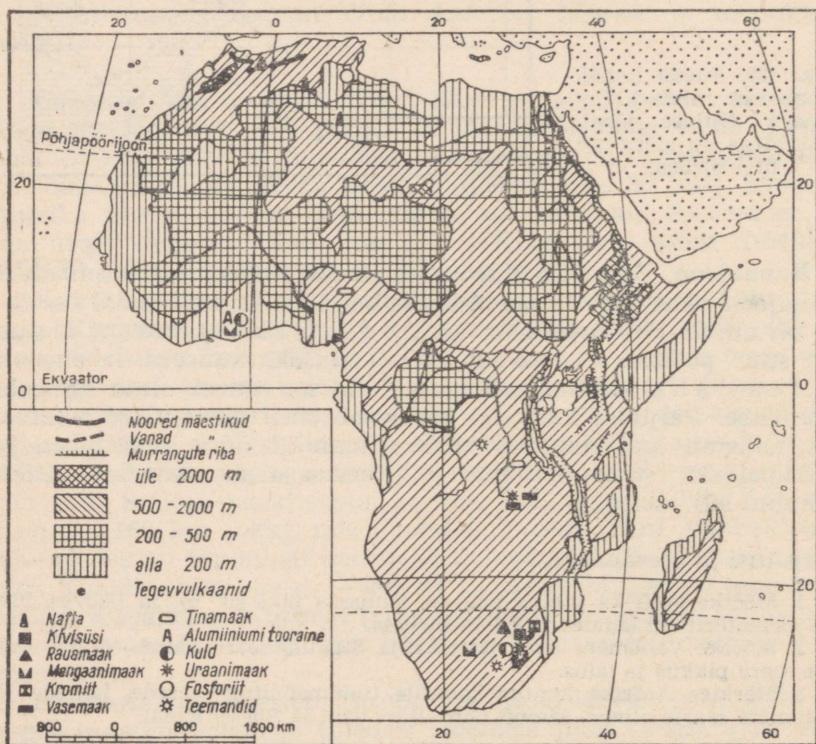 20 0 20 40 60
Põhjapöörijoon
20 20
A
Ekvaator
0 0
Noored mäestikud
Vanad "
Murrangute riba
üle 2000 m
500-2000 m
200-500 m
alla 200 m
Tegevvulkaanid
20
Nafta
Kivisüsi
Rauamaak
Mangaanimaak
Kromiit
Vasemaak
Tinamaak
A Alumiiniumi tooraine
Kuld
Uraanimaak
Fosforiit
Teemandid
800 0 1600 km
20 40 60